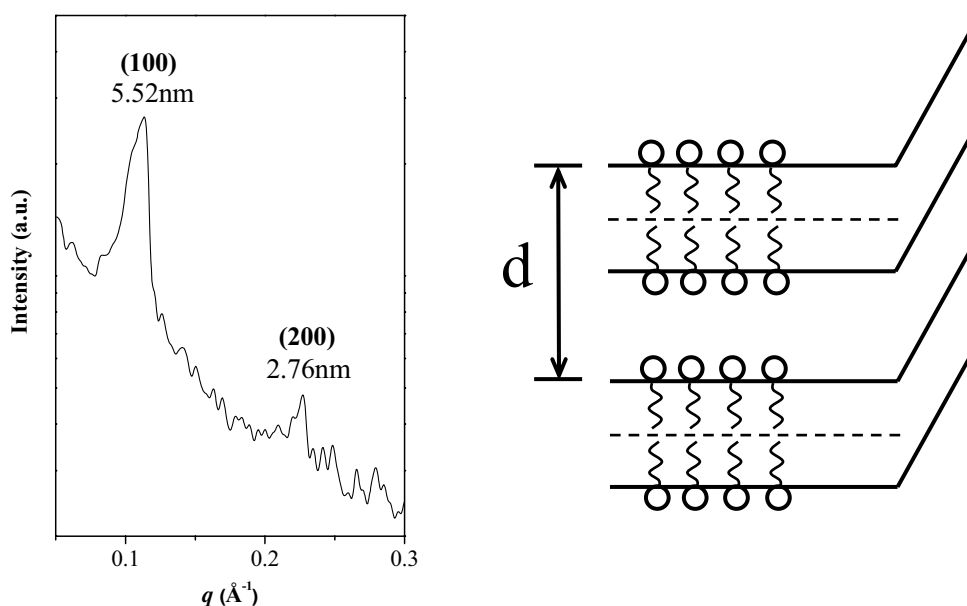 (100)
5.52nm
(200)
2.76nm
Intensity (a.u.)
0.1
0.2
0.3
q (Å-1)
d